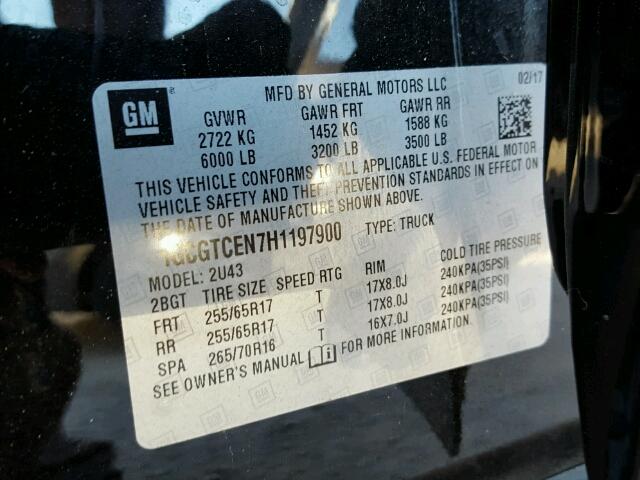 MFD BY GENERAL MOTORS LLC 02/17
GM
GVWR GAWR FRT GAWR RR
2722 KG 1452 KG 1588 KG
6000 LB 3200 LB 3500 LB
THIS VEHICLE CONFORMS TO ALL APPLICABLE U.S. FEDERAL MOTOR
VEHICLE SAFETY AND THEFT PREVENTION STANDARDS IN EFFECT ON
THE DATE OF MANUFACTURE SHOWN ABOVE.
1GCGTCEN7H1197900 TYPE: TRUCK
MODEL: 2U43
2BGT TIRE SIZE SPEED RTG RIM COLD TIRE PRESSURE
FRT 255/65R17 T 17X8.0J 240KPA(35PSI)
RR 255/65R17 T 17X8.0J 240KPA(35PSI)
SPA 265/70R16 T 16X7.0J 240KPA(35PSI)
SEE OWNER'S MANUAL FOR MORE INFORMATION.